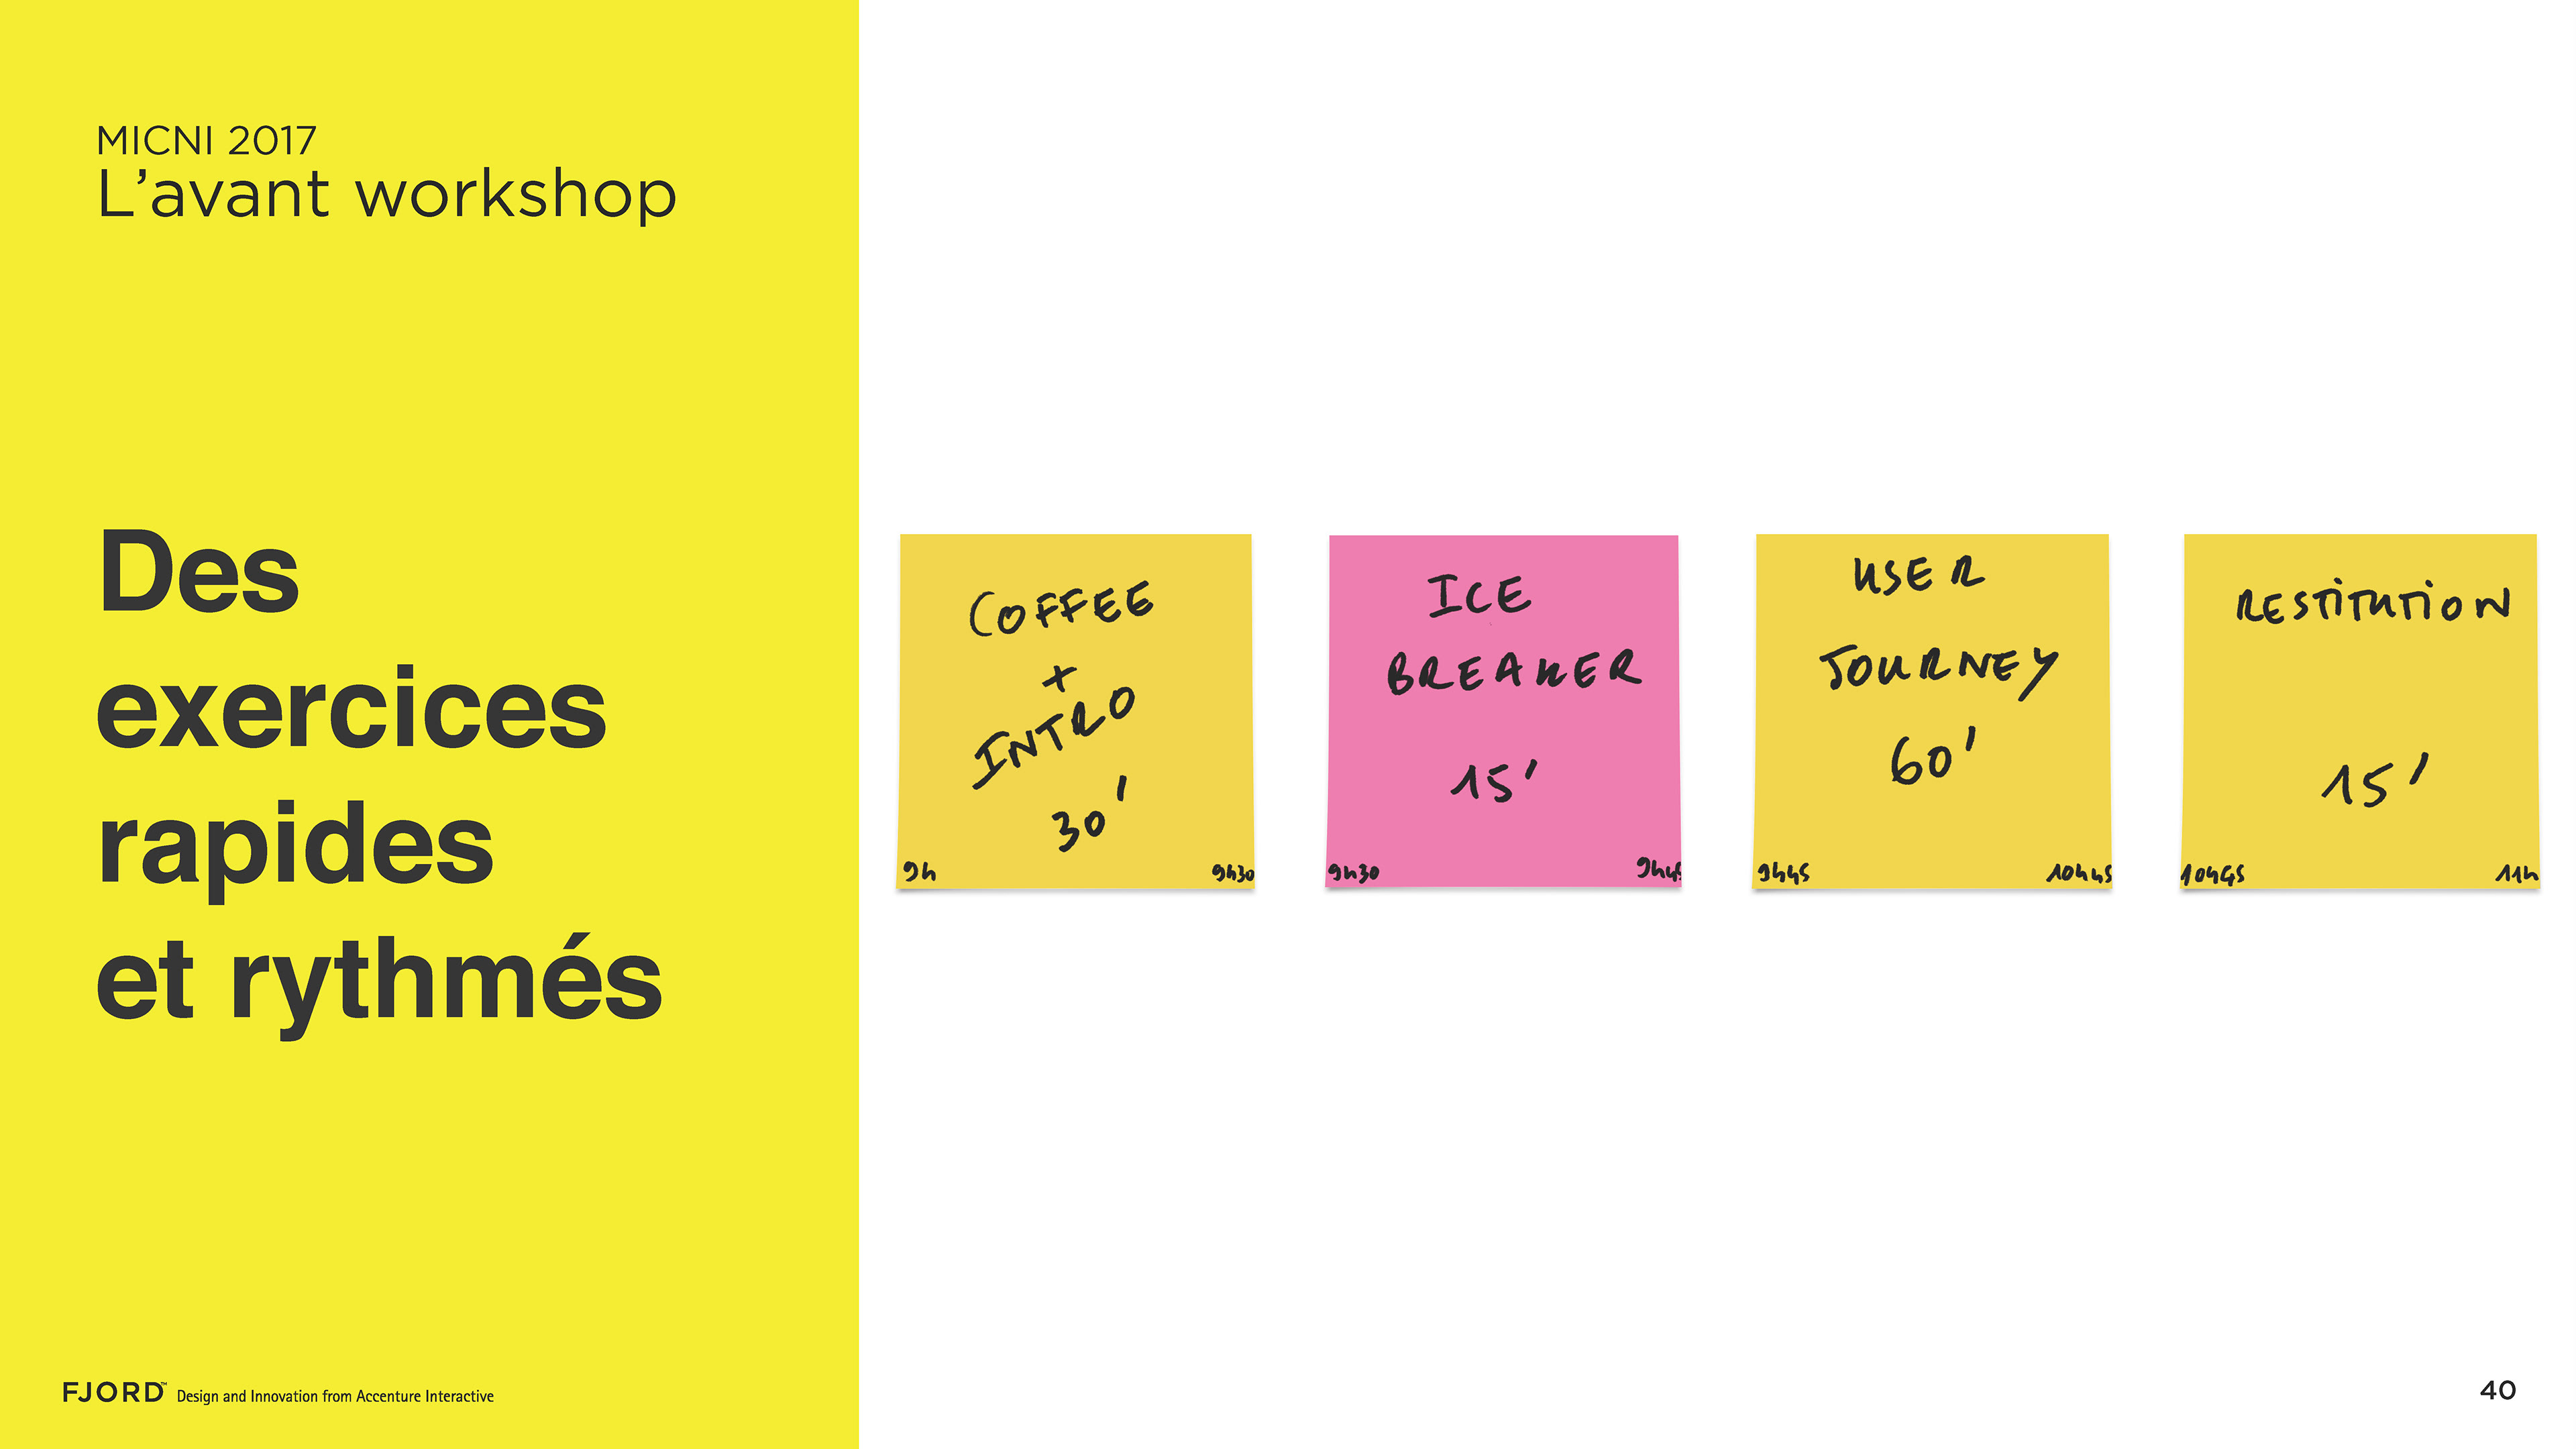 MICNI 2017
L’avant workshop
Des
exercices
rapides
et rythmés
COFFEE
+
INTRO
30'
9h 9h30
ICE
BREAKER
15'
9h30 9h45
USER
JOURNEY
60'
9h45 10h45
RESTITUTION
15'
10h45 11h
FJORD™ Design and Innovation from Accenture Interactive
40